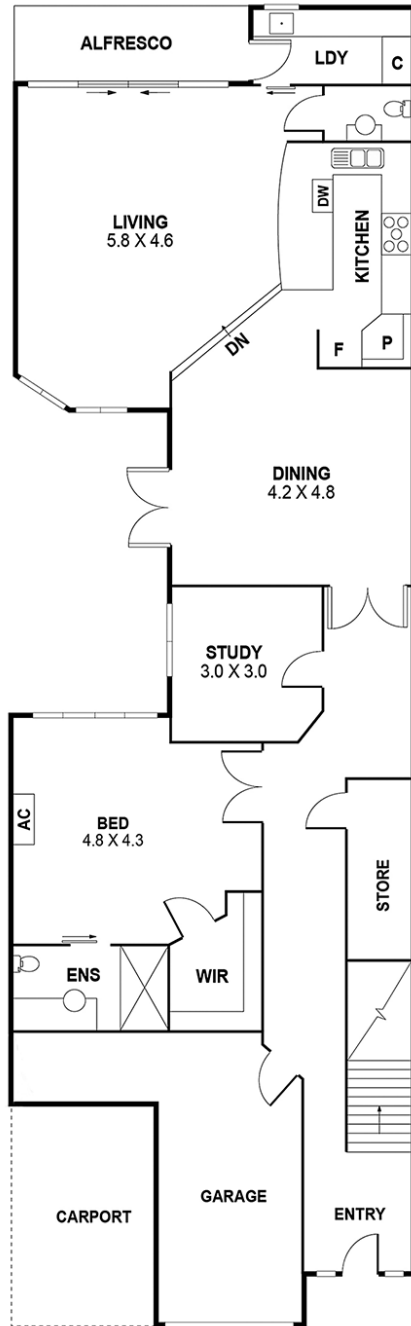 ALFRESCO
LDY
C
LIVING
5.8 X 4.6
DW
KITCHEN
DN
F
P
DINING
4.2 X 4.8
STUDY
3.0 X 3.0
AC
BED
4.8 X 4.3
STORE
ENS
WIR
GARAGE
CARPORT
ENTRY